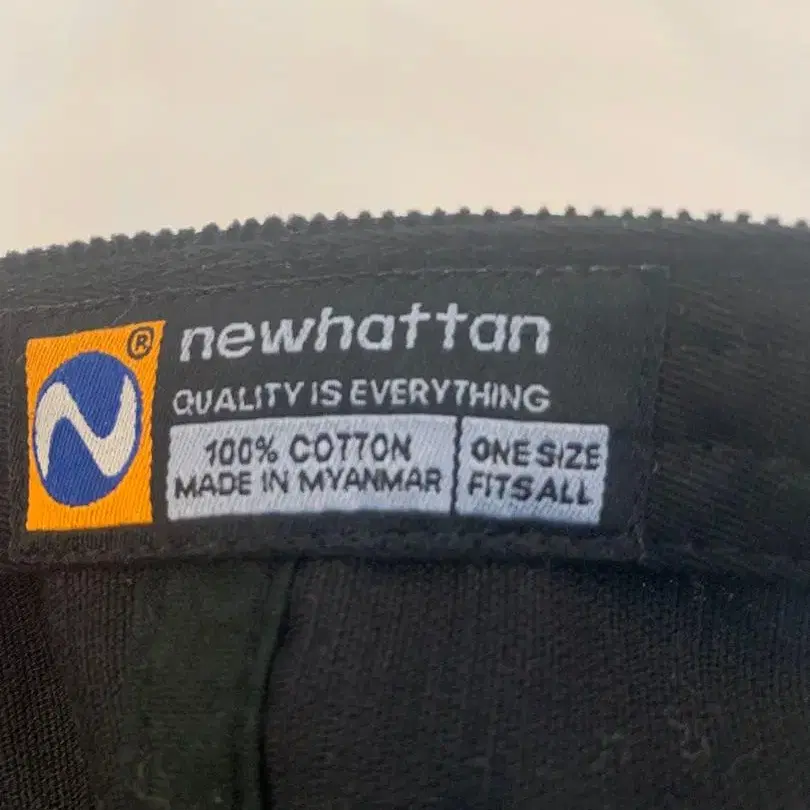 ®
newhattan
QUALITY IS EVERYTHING
100% COTTON
MADE IN MYANMAR
ONE SIZE
FITS ALL